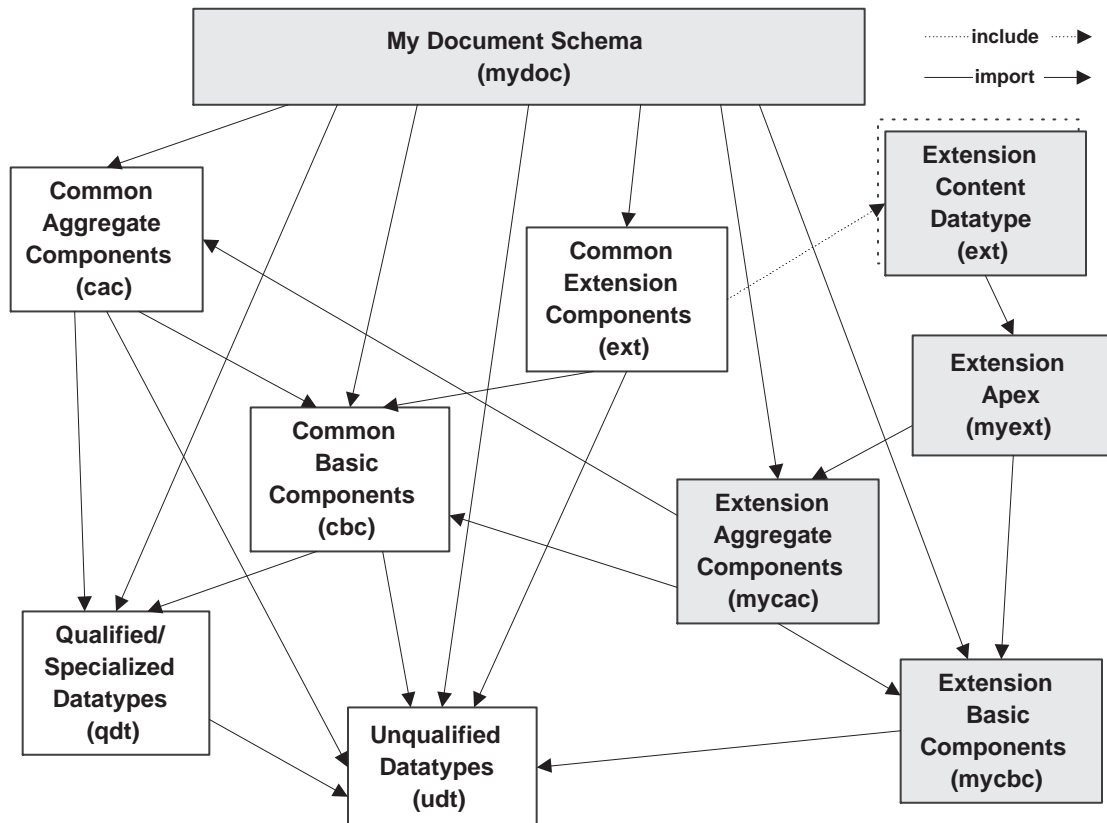 My Document Schema
(mydoc)
include
import
Extension
Content
Datatype
(ext)
Common
Aggregate
Components
(cac)
Common
Extension
Components
(ext)
Extension
Apex
(myext)
Common
Basic
Components
(cbc)
Extension
Aggregate
Components
(mycac)
Qualified/
Specialized
Datatypes
(qdt)
Unqualified
Datatypes
(udt)
Extension
Basic
Components
(mycbc)